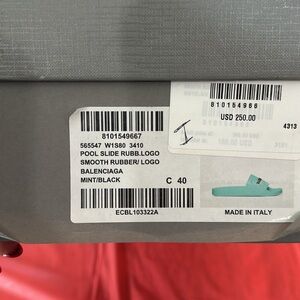 8101549666
USD 250.00
4313
8101549667
565547 W1S80 3410
POOL SLIDE RUBB.LOGO
SMOOTH RUBBER/ LOGO
BALENCIAGA
MINT/BLACK
C 40
ECBL103322A
MADE IN ITALY